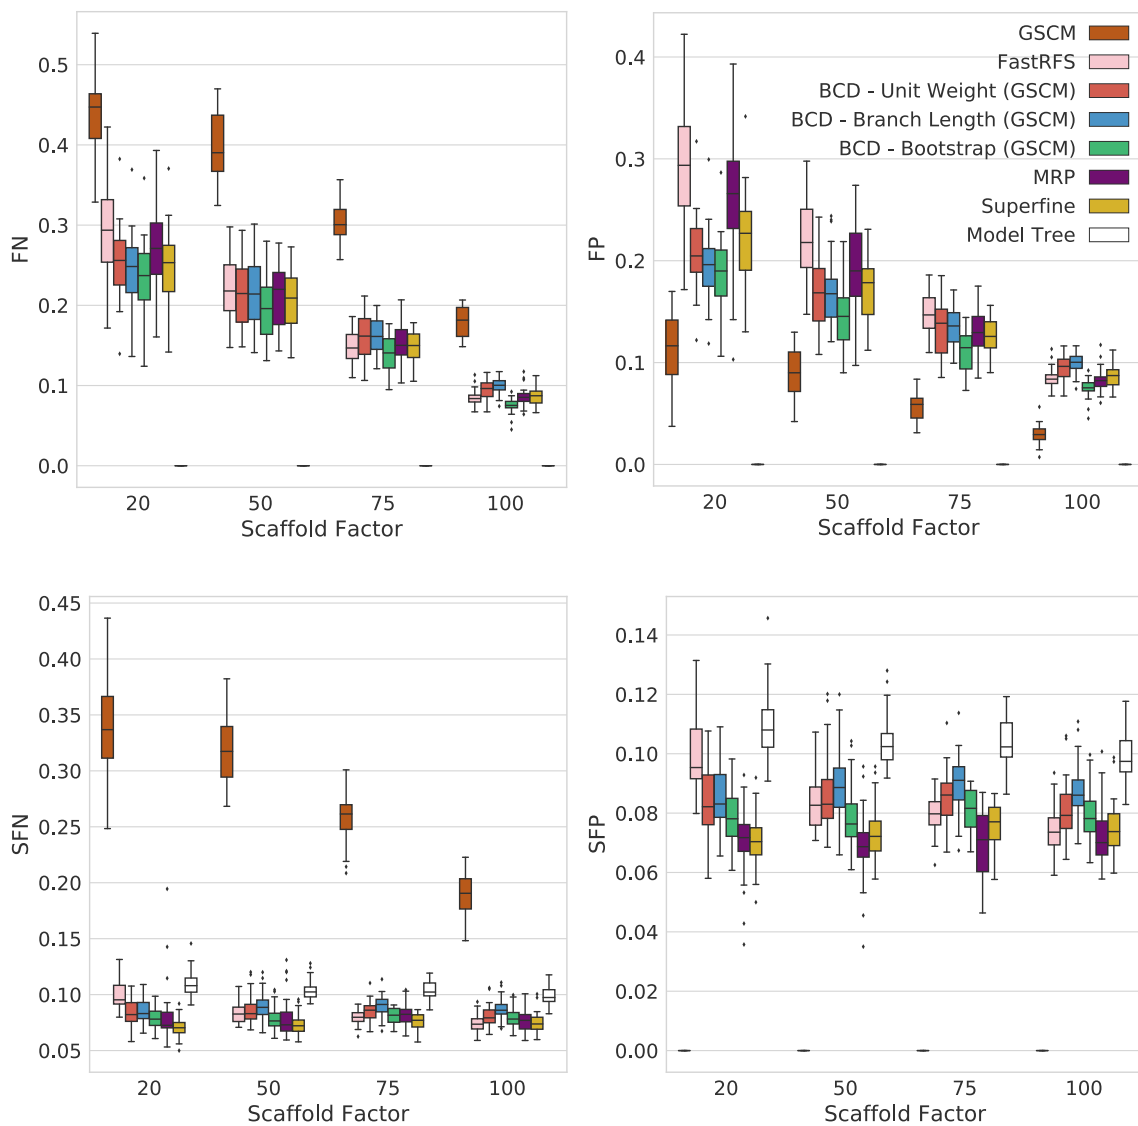 0.5
0.4
0.3
0.2
0.1
0.0
FN
20 50 75 100
Scaffold Factor
0.4
0.3
0.2
0.1
0.0
FP
GSCM
FastRFS
BCD - Unit Weight (GSCM)
BCD - Branch Length (GSCM)
BCD - Bootstrap (GSCM)
MRP
Superfine
Model Tree
20 50 75 100
Scaffold Factor
0.45
0.40
0.35
0.30
0.25
0.20
0.15
0.10
0.05
SFN
20 50 75 100
Scaffold Factor
0.14
0.12
0.10
0.08
0.06
0.04
0.02
0.00
SFP
20 50 75 100
Scaffold Factor